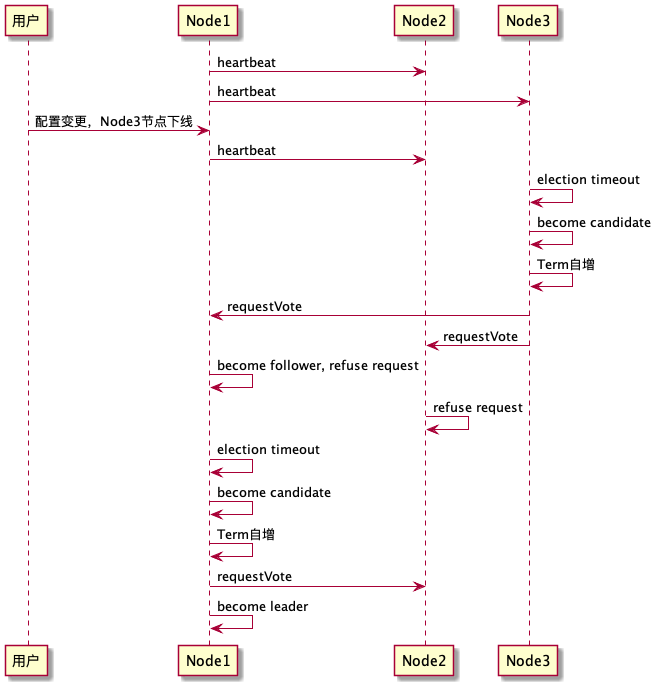 用户
Node1
Node2
Node3
heartbeat
heartbeat
配置变更，Node3节点下线
heartbeat
election timeout
become candidate
Term自增
requestVote
requestVote
become follower, refuse request
refuse request
election timeout
become candidate
Term自增
requestVote
become leader
用户
Node1
Node2
Node3